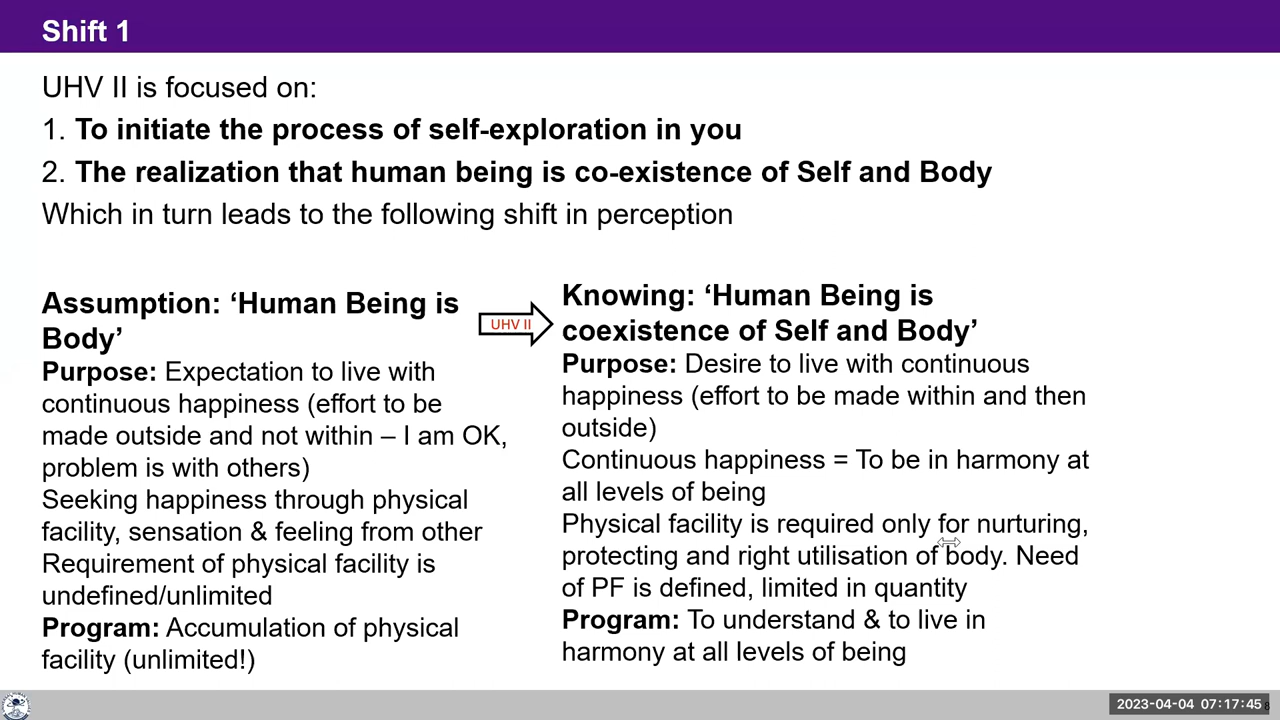 Shift 1
UHV II is focused on:
1. To initiate the process of self-exploration in you
2. The realization that human being is co-existence of Self and Body
Which in turn leads to the following shift in perception
Assumption: ‘Human Being is
Body’
Purpose: Expectation to live with
continuous happiness (effort to be
made outside and not within – I am OK,
problem is with others)
Seeking happiness through physical
facility, sensation & feeling from other
Requirement of physical facility is
undefined/unlimited
Program: Accumulation of physical
facility (unlimited!)
UHV II
Knowing: ‘Human Being is
coexistence of Self and Body’
Purpose: Desire to live with continuous
happiness (effort to be made within and then
outside)
Continuous happiness = To be in harmony at
all levels of being
Physical facility is required only for nurturing,
protecting and right utilisation of body. Need
of PF is defined, limited in quantity
Program: To understand & to live in
harmony at all levels of being
2023-04-04 07:17:45
8